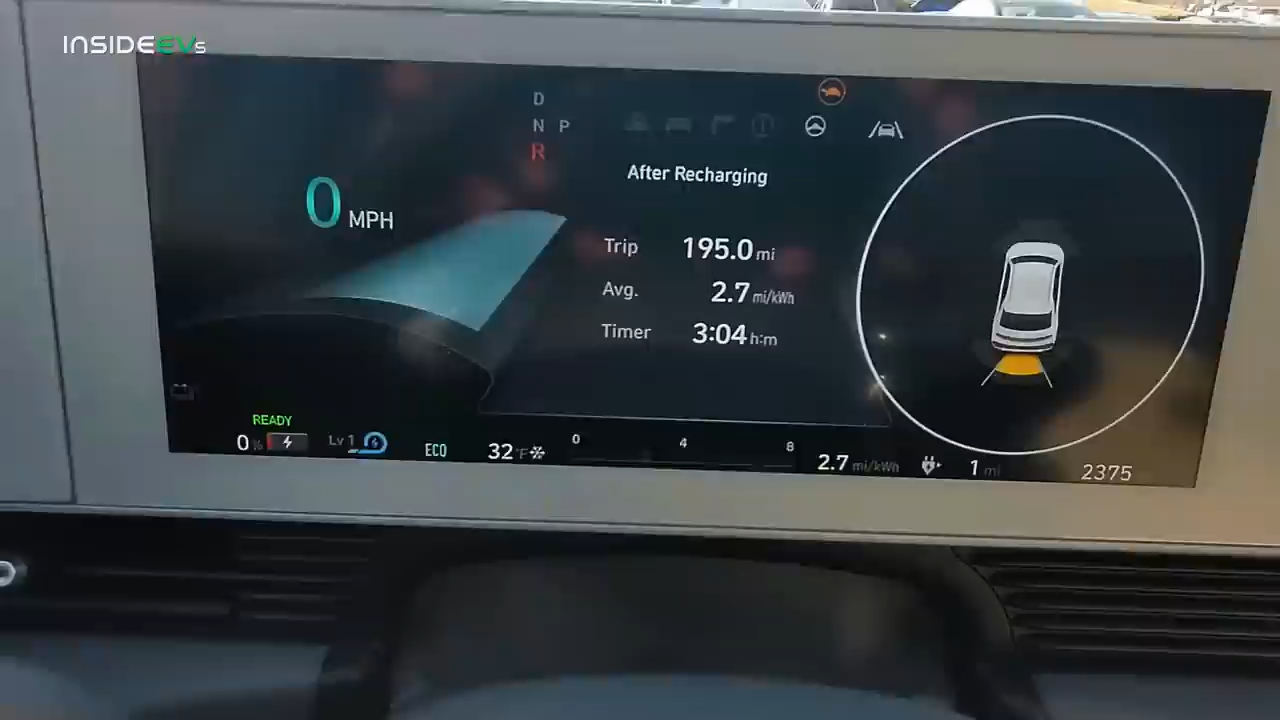 INSIDEEVs
D
N P
R
0 MPH
After Recharging
Trip 195.0 mi
Avg. 2.7 mi/kWh
Timer 3:04 h:m
READY
0 % Lv 1 ECO 32 °F 0 4 8 2.7 mi/kWh 1 mi 2375